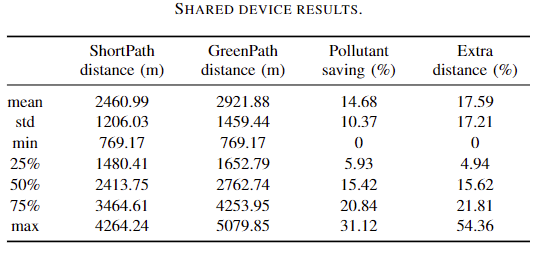 SHARED DEVICE RESULTS.
ShortPath GreenPath Pollutant Extra
distance (m) distance (m) saving (%) distance (%)
mean 2460.99 2921.88 14.68 17.59
std 1206.03 1459.44 10.37 17.21
min 769.17 769.17 0 0
25% 1480.41 1652.79 5.93 4.94
50% 2413.75 2762.74 15.42 15.62
75% 3464.61 4253.95 20.84 21.81
max 4264.24 5079.85 31.12 54.36